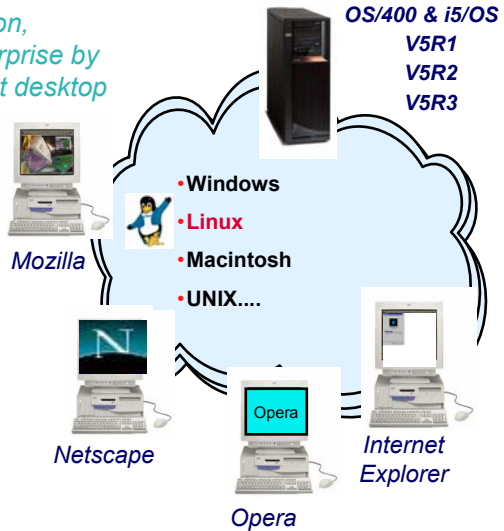 on,
rprise by
t desktop
OS/400 & i5/OS
V5R1
V5R2
V5R3
•Windows
•Linux
•Macintosh
•UNIX....
Mozilla
N
Netscape
Opera
Opera
Internet
Explorer